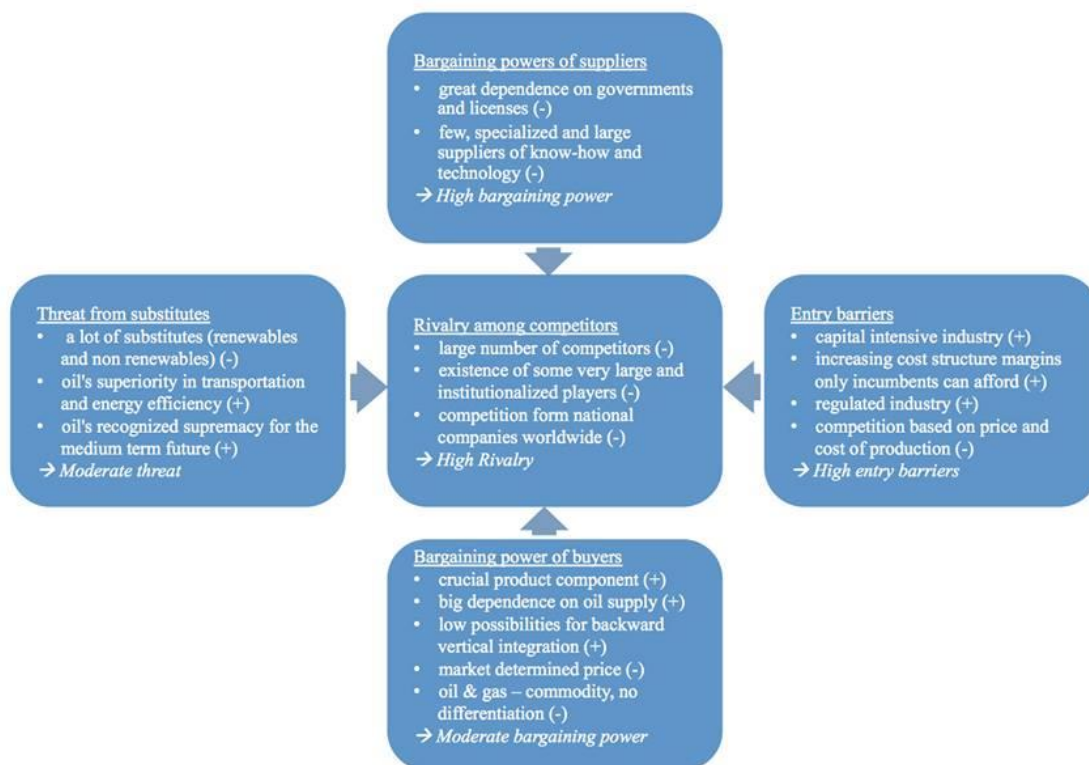 Bargaining powers of suppliers
• great dependence on governments
and licenses (-)
• few, specialized and large
suppliers of know-how and
technology (-)
→ High bargaining power
Threat from substitutes
• a lot of substitutes (renewables
and non renewables) (-)
• oil's superiority in transportation
and energy efficiency (+)
• oil's recognized supremacy for the
medium term future (+)
→ Moderate threat
Rivalry among competitors
• large number of competitors (-)
• existence of some very large and
institutionalized players (-)
• competition form national
companies worldwide (-)
→ High Rivalry
Entry barriers
• capital intensive industry (+)
• increasing cost structure margins
only incumbents can afford (+)
• regulated industry (+)
• competition based on price and
cost of production (-)
→ High entry barriers
Bargaining power of buyers
• crucial product component (+)
• big dependence on oil supply (+)
• low possibilities for backward
vertical integration (+)
• market determined price (-)
• oil & gas – commodity, no
differentiation (-)
→ Moderate bargaining power